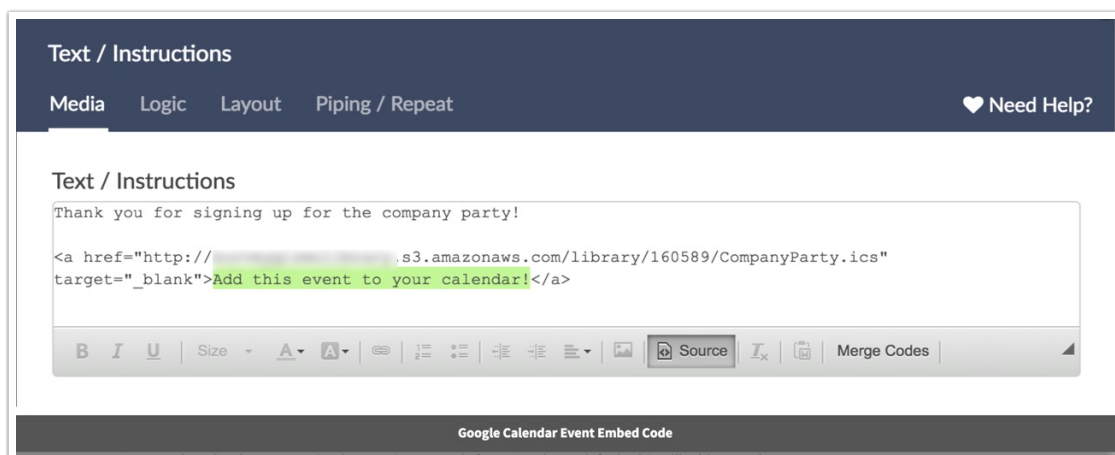 Text / Instructions
Media Logic Layout Piping / Repeat Need Help?
Text / Instructions
Thank you for signing up for the company party!
<a href="http:// .s3.amazonaws.com/library/160589/CompanyParty.ics"
target="_blank">Add this event to your calendar!</a>
B I U Size A A Source Tx Merge Codes
Google Calendar Event Embed Code